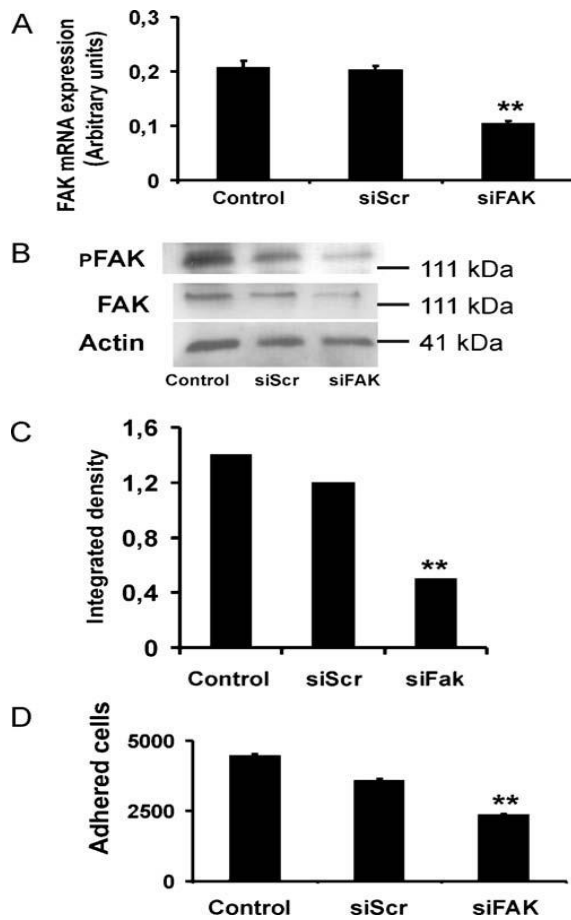 A
FAK mRNA expression
(Arbitrary units)
0,3
0,2
0,1
0
**
Control siScr siFAK
B
PFAK
111 kDa
FAK
111 kDa
Actin
41 kDa
Control siScr siFAK
C
Integrated density
1,6
1,2
0,8
0,4
0
**
Control siScr siFak
D
Adhered cells
5000
2500
0
**
Control siScr siFAK